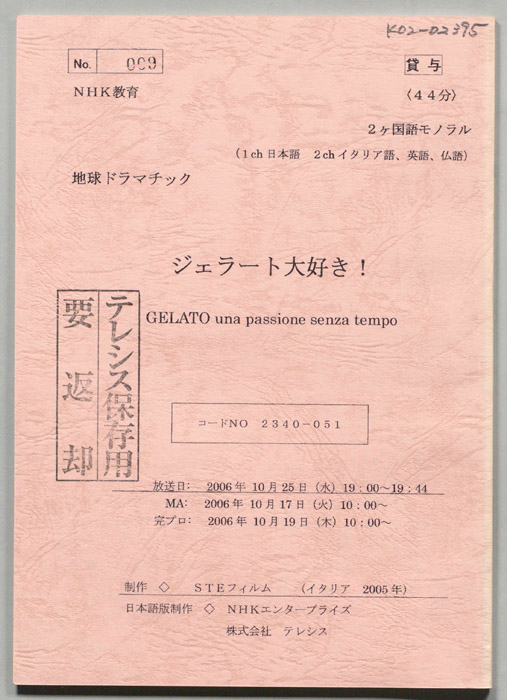 K02-02395
No. 009
貸与
NHK教育
〈44分〉
2ヶ国語モノラル
(1ch日本語 2chイタリア語、英語、仏語)
地球ドラマチック
ジェラート大好き!
GELATO una passione senza tempo
テレシス保存用
要返却
コードNO 2340-051
放送日: 2006年 10月25日(水) 19:00~19:44
MA: 2006年 10月17日(火) 10:00~
完プロ: 2006年 10月19日(木) 10:00~
制作 ◇ STEフィルム (イタリア 2005年)
日本語版制作 ◇ NHKエンタープライズ
株式会社 テレシス